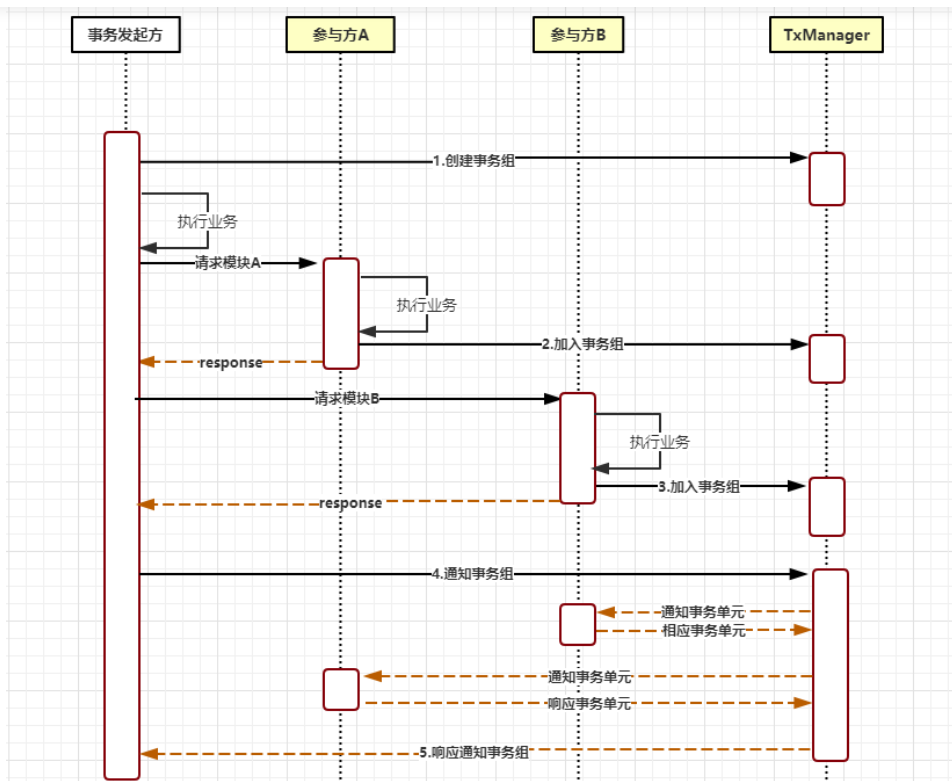 事务发起方
参与方A
参与方B
TxManager
1.创建事务组
执行业务
请求模块A
执行业务
2.加入事务组
response
请求模块B
执行业务
3.加入事务组
response
4.通知事务组
通知事务单元
相应事务单元
通知事务单元
响应事务单元
5.响应通知事务组